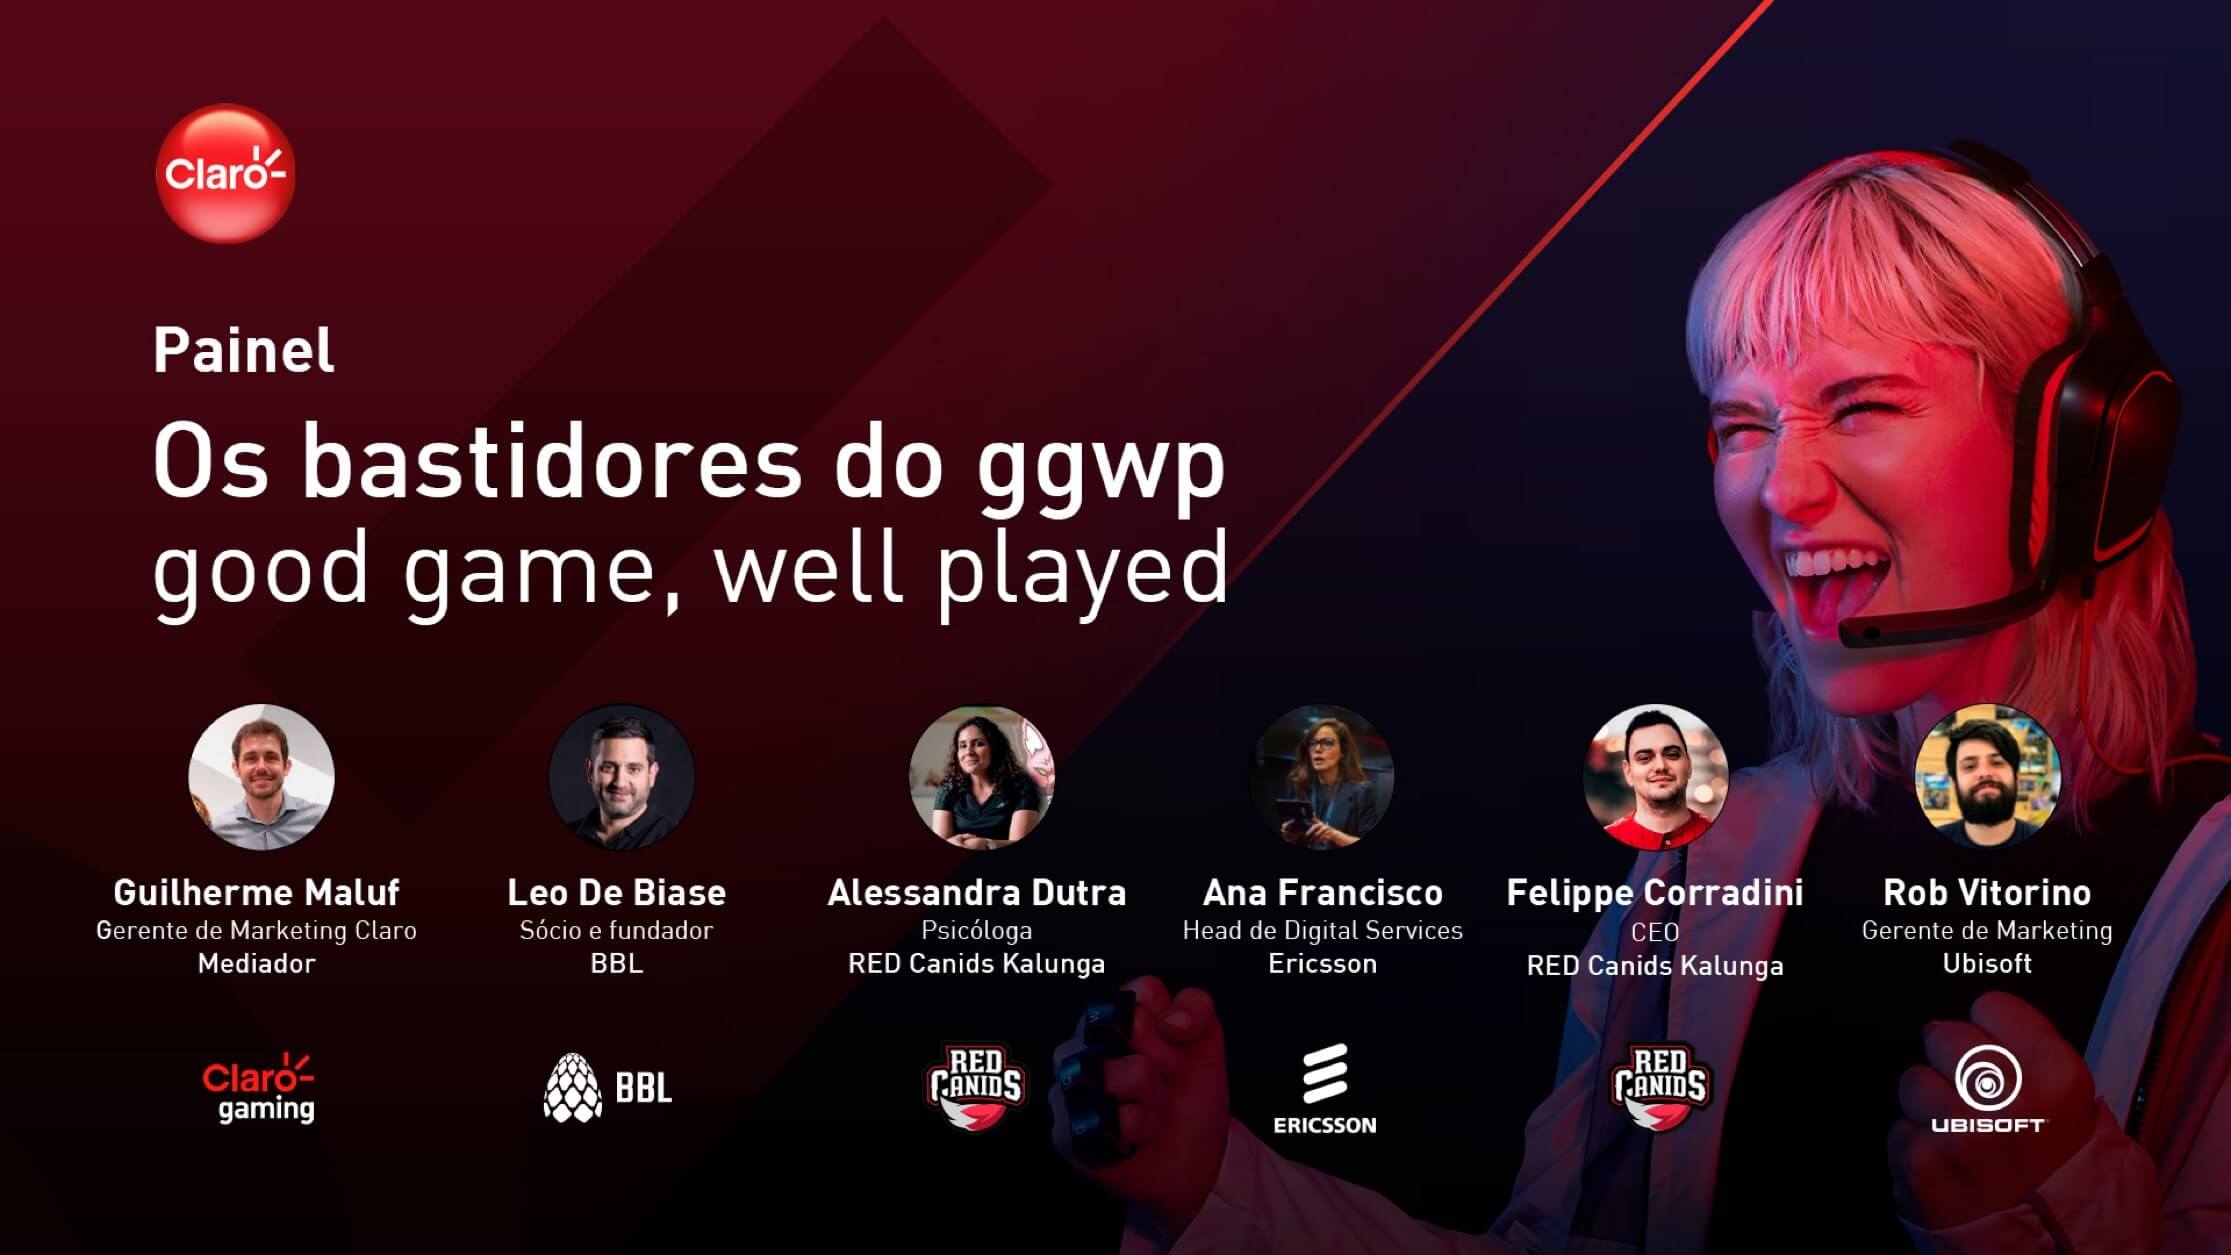 Claro
Painel
Os bastidores do ggwp
good game, well played
Guilherme Maluf
Gerente de Marketing Claro
Mediador
Leo De Biase
Sócio e fundador
BBL
Alessandra Dutra
Psicóloga
RED Canids Kalunga
Ana Francisco
Head de Digital Services
Ericsson
Felippe Corradini
CEO
RED Canids Kalunga
Rob Vitorino
Gerente de Marketing
Ubisoft
Claro
gaming
BBL
RED
CANIDS
ERICSSON
RED
CANIDS
UBISOFT